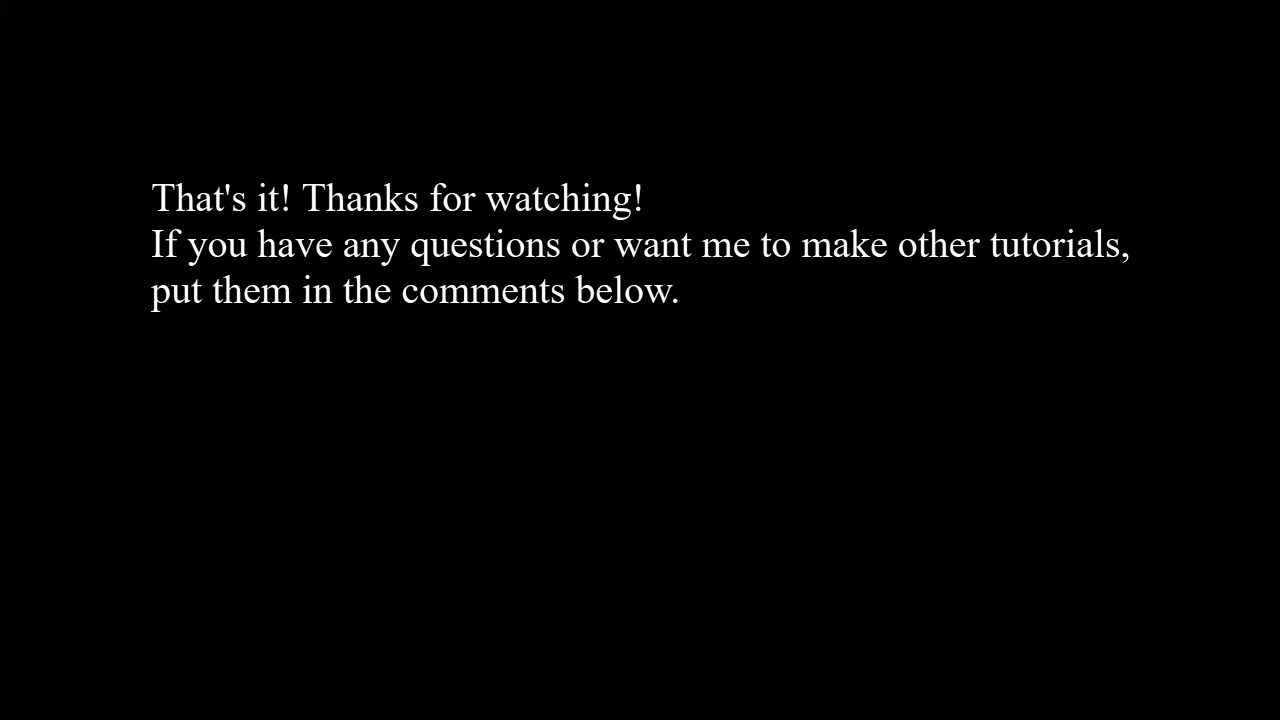 That's it! Thanks for watching!
If you have any questions or want me to make other tutorials,
put them in the comments below.